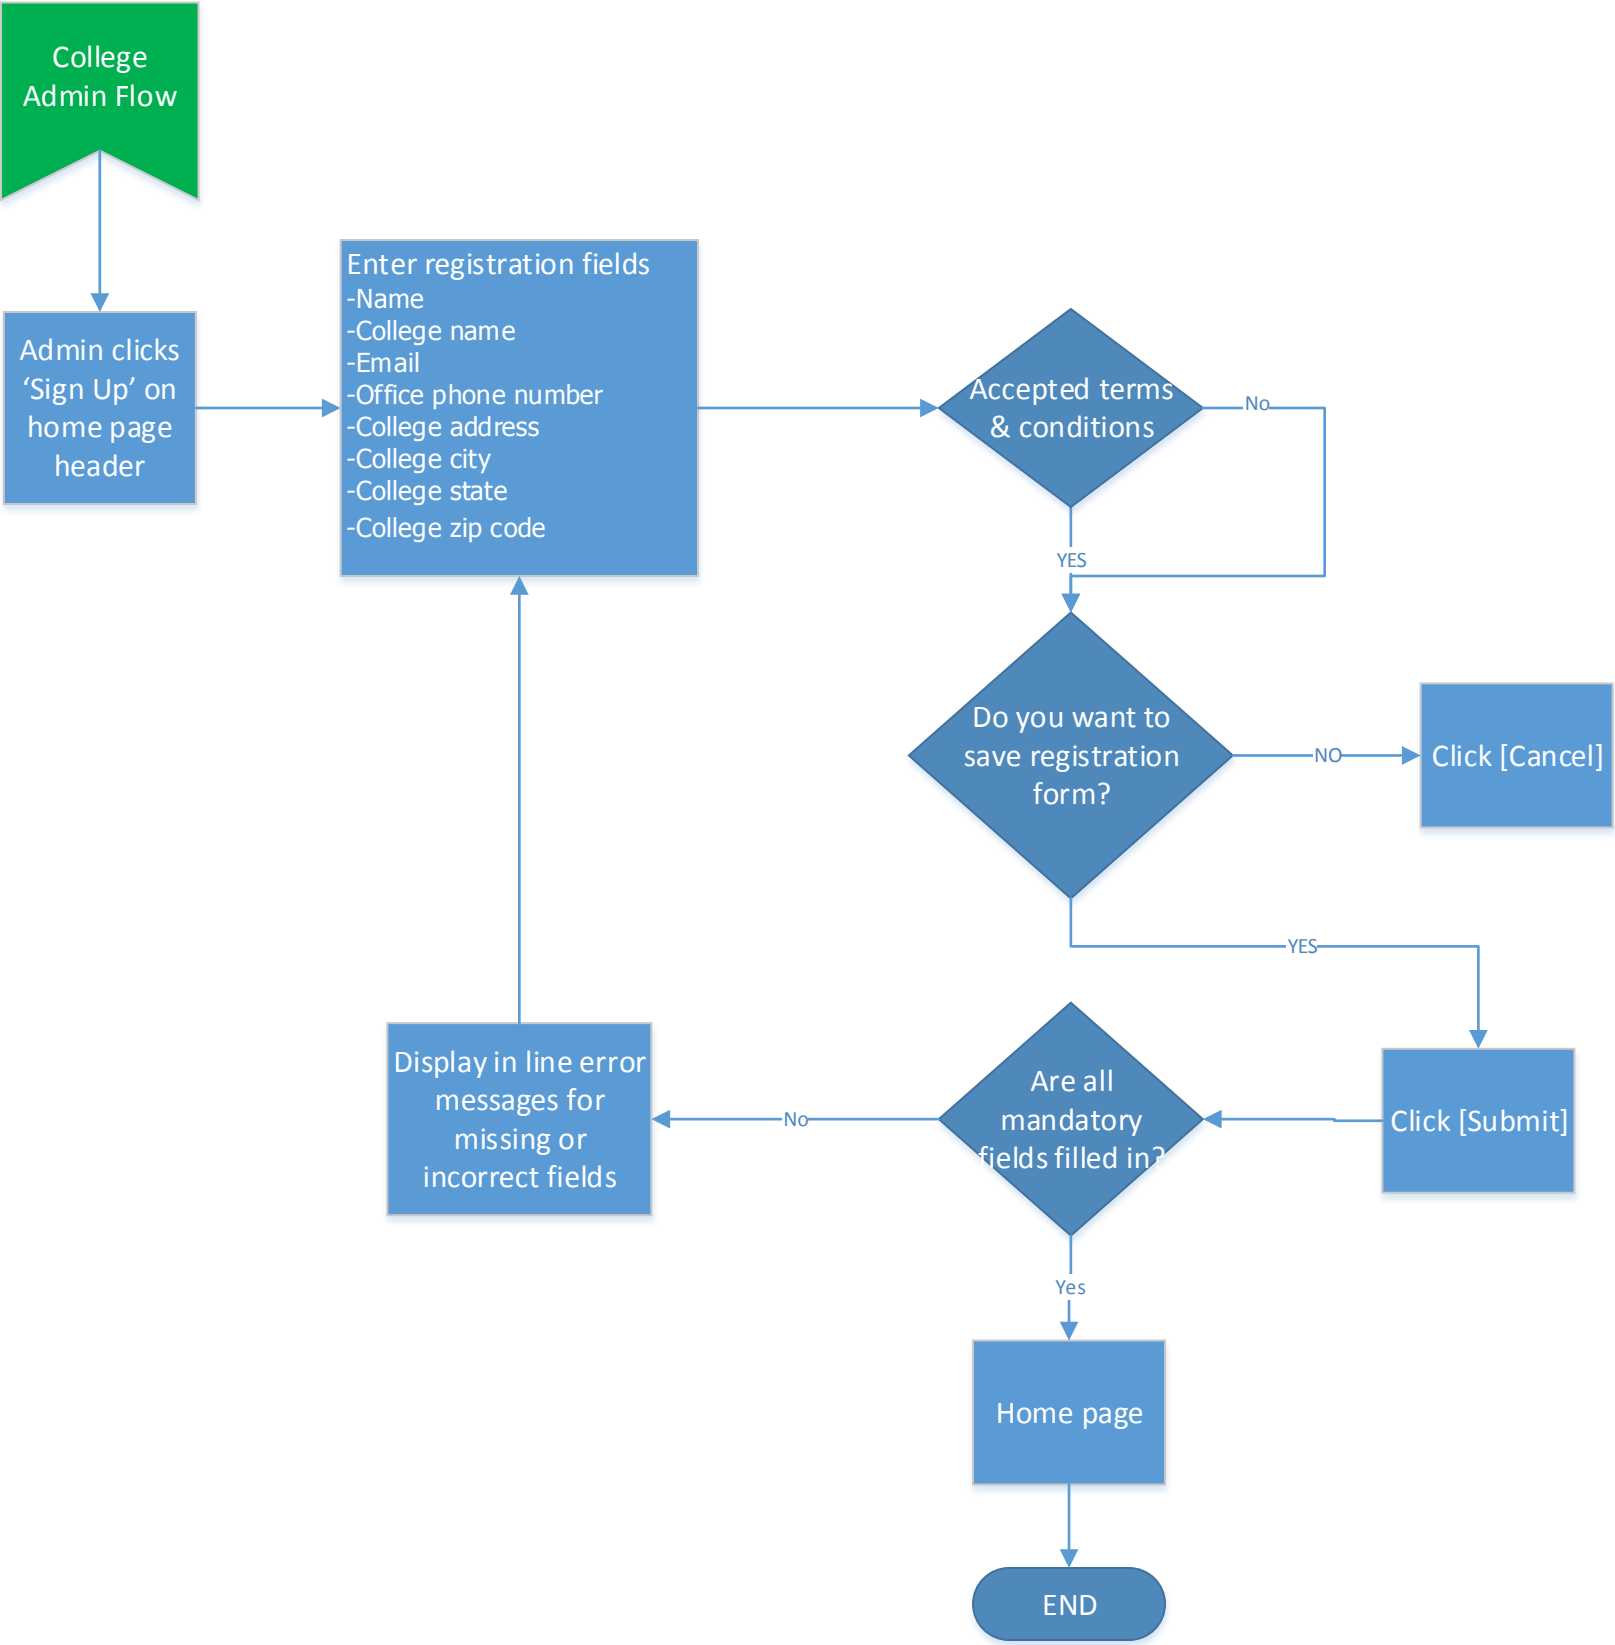 College
Admin Flow
Admin clicks
‘Sign Up’ on
home page
header
Enter registration fields
-Name
-College name
-Email
-Office phone number
-College address
-College city
-College state
-College zip code
Accepted terms
& conditions
No
YES
Do you want to
save registration
form?
NO
Click [Cancel]
YES
Click [Submit]
Are all
mandatory
fields filled in?
No
Display in line error
messages for
missing or
incorrect fields
Yes
Home page
END